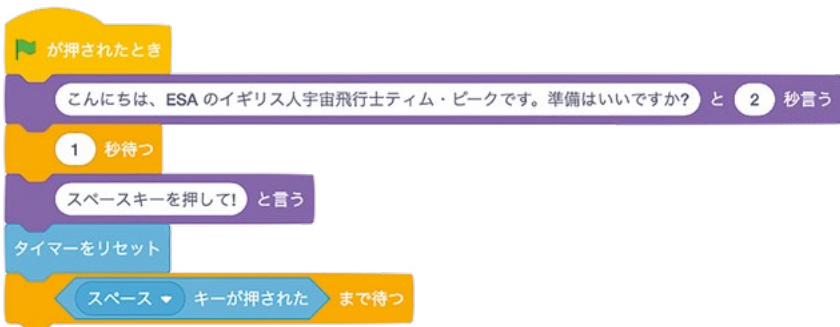 が押されたとき
こんにちは、ESA のイギリス人宇宙飛行士ティム・ピークです。準備はいいですか? と 2 秒言う
1 秒待つ
スペースキーを押して! と言う
タイマーをリセット
スペース キーが押された まで待つ